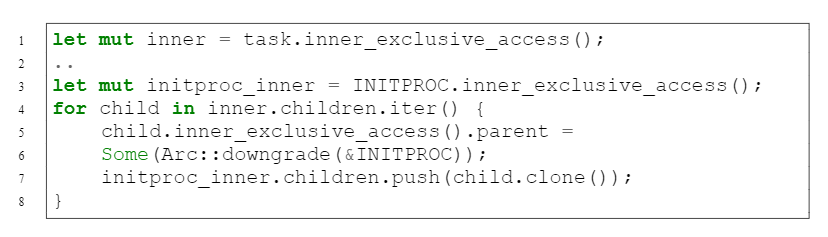 1 let mut inner = task.inner_exclusive_access();
2 ..
3 let mut initproc_inner = INITPROC.inner_exclusive_access();
4 for child in inner.children.iter() {
5     child.inner_exclusive_access().parent =
6     Some(Arc::downgrade(&INITPROC));
7     initproc_inner.children.push(child.clone());
8 }